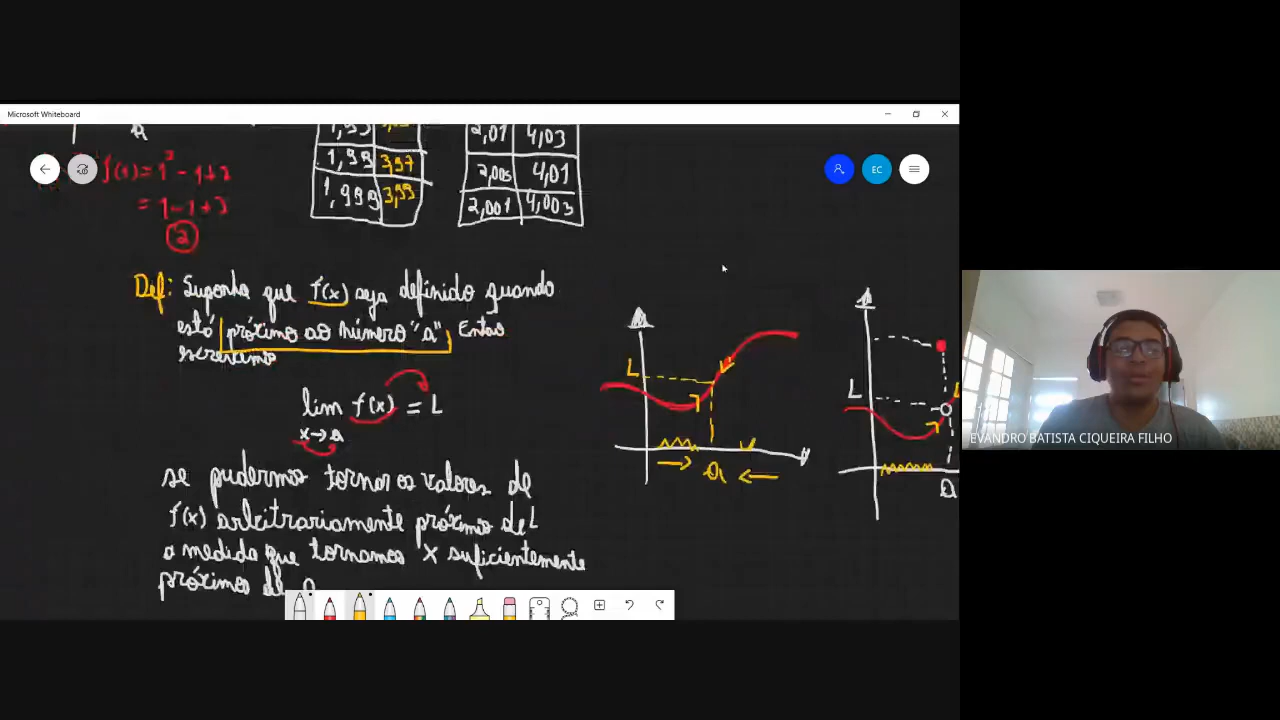 Microsoft Whiteboard
1,99 3,97
1,999 3,99
2,01 4,03
2,005 4,01
2,001 4,003
f(x) = 1² - 1 + 2
= 1 - 1 + 2
2
EC
Def: Suponha que f(x) seja definido quando
está próximo ao número "a". Entao
escrevemo
lim f(x) = L
x→a
se pudermos tornar os valores de
f(x) arbitrariamente próximo de L
a medida que tornamos x suficientemente
próximos de a
L
a
L
L
a
EVANDRO BATISTA CIQUEIRA FILHO